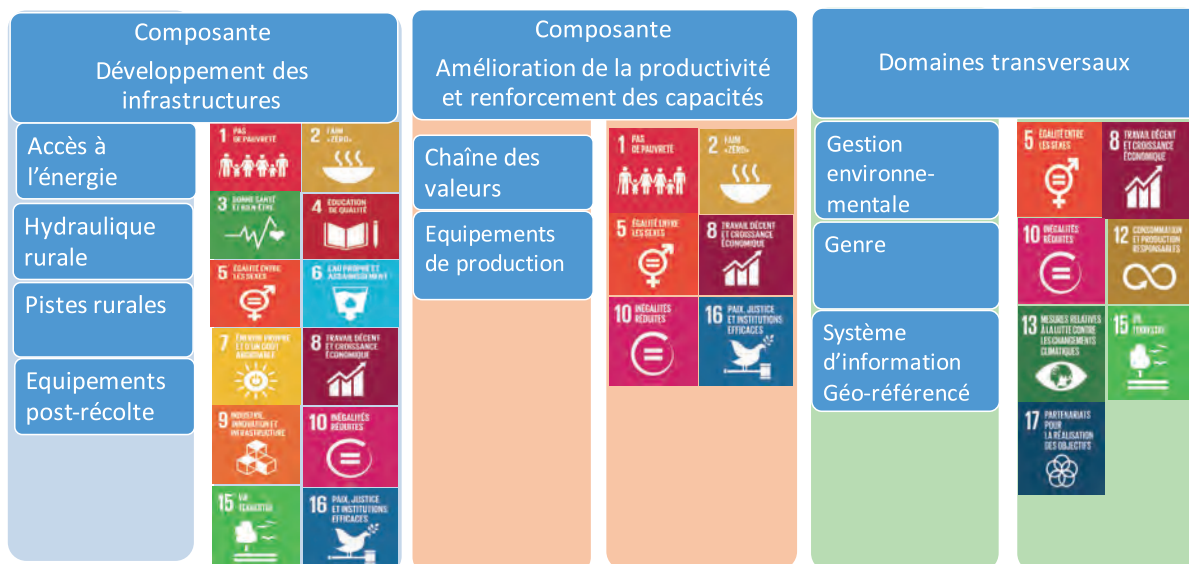 Composante
Développement des
infrastructures
Accès à
l’énergie
Hydraulique
rurale
Pistes rurales
Equipements
post-récolte
1 PAS
DE PAUVRETÉ
2 FAIM
«ZÉRO»
3 BONNE SANTÉ
ET BIEN-ÊTRE
4 ÉDUCATION
DE QUALITÉ
5 ÉGALITÉ ENTRE
LES SEXES
6 EAU PROPRE ET
ASSAINISSEMENT
7 ÉNERGIE PROPRE
ET D'UN COÛT
ABORDABLE
8 TRAVAIL DÉCENT
ET CROISSANCE
ÉCONOMIQUE
9 INDUSTRIE,
INNOVATION ET
INFRASTRUCTURE
10 INÉGALITÉS
RÉDUITES
15 VIE
TERRESTRE
16 PAIX, JUSTICE
ET INSTITUTIONS
EFFICACES
Composante
Amélioration de la productivité
et renforcement des capacités
Chaîne des
valeurs
Equipements
de production
1 PAS
DE PAUVRETÉ
2 FAIM
«ZÉRO»
5 ÉGALITÉ ENTRE
LES SEXES
8 TRAVAIL DÉCENT
ET CROISSANCE
ÉCONOMIQUE
10 INÉGALITÉS
RÉDUITES
16 PAIX, JUSTICE
ET INSTITUTIONS
EFFICACES
Domaines transversaux
Gestion
environne-
mentale
Genre
Système
d’information
Géo-référencé
5 ÉGALITÉ ENTRE
LES SEXES
8 TRAVAIL DÉCENT
ET CROISSANCE
ÉCONOMIQUE
10 INÉGALITÉS
RÉDUITES
12 CONSOMMATION
ET PRODUCTION
RESPONSABLES
13 MESURES RELATIVES
À LA LUTTE CONTRE
LES CHANGEMENTS
CLIMATIQUES
15 VIE
TERRESTRE
17 PARTENARIATS
POUR
LA RÉALISATION
DES OBJECTIFS